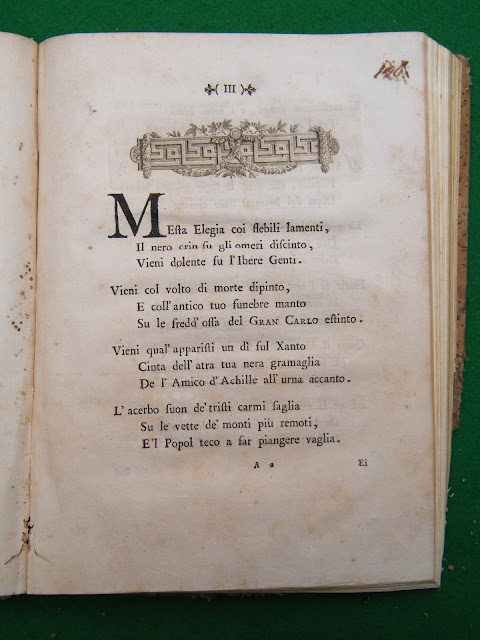 126.
( III )
MEſta Elegia coi flebili lamenti,
Il nero crin ſu gli omeri diſcinto,
Vieni dolente ſu l'Ibere Genti.
Vieni col volto di morte dipinto,
E coll' antico tuo funebre manto
Su le fredd' oſſa del GRAN CARLO eſtinto.
Vieni qual' appariſti un dì ſul Xanto
Cinta dell' atra tua nera gramaglia
De l' Amico d' Achille all' urna accanto.
L' acerbo ſuon de' triſti carmi ſaglia
Su le vette de' monti più remoti,
E 'l Popol teco a far piangere vaglia.
A 2 Ei